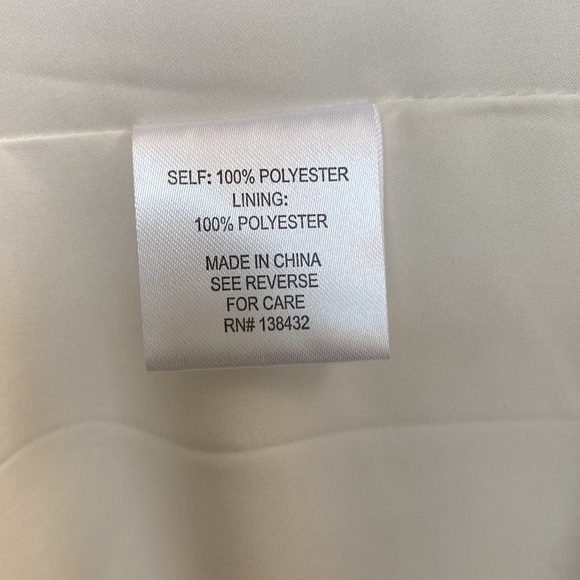 SELF: 100% POLYESTER
LINING:
100% POLYESTER
MADE IN CHINA
SEE REVERSE
FOR CARE
RN# 138432